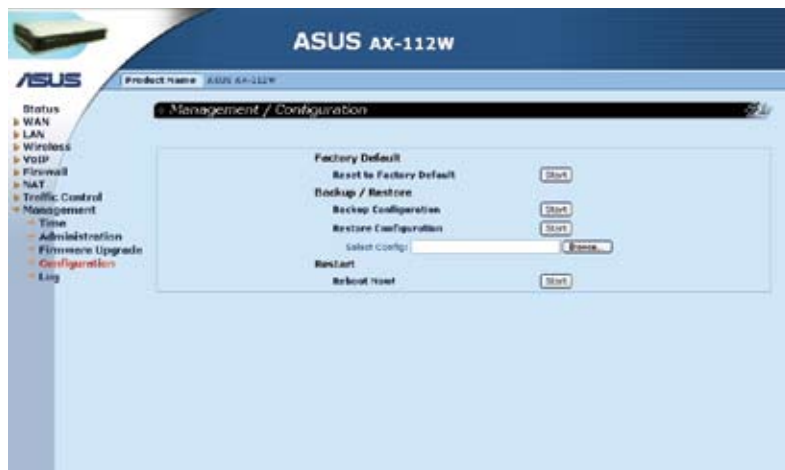 ASUS AX-112W
ASUS
Product Name ASUS AX-112W
Status
WAN
LAN
Wireless
VoIP
Firewall
NAT
Traffic Control
Management
Time
Administration
Firmware Upgrade
Configuration
Log
Management / Configuration
Factory Default
Reset to Factory Default Start
Backup / Restore
Backup Configuration Start
Restore Configuration Start
Select Config: Browse...
Restart
Reboot Now! Start